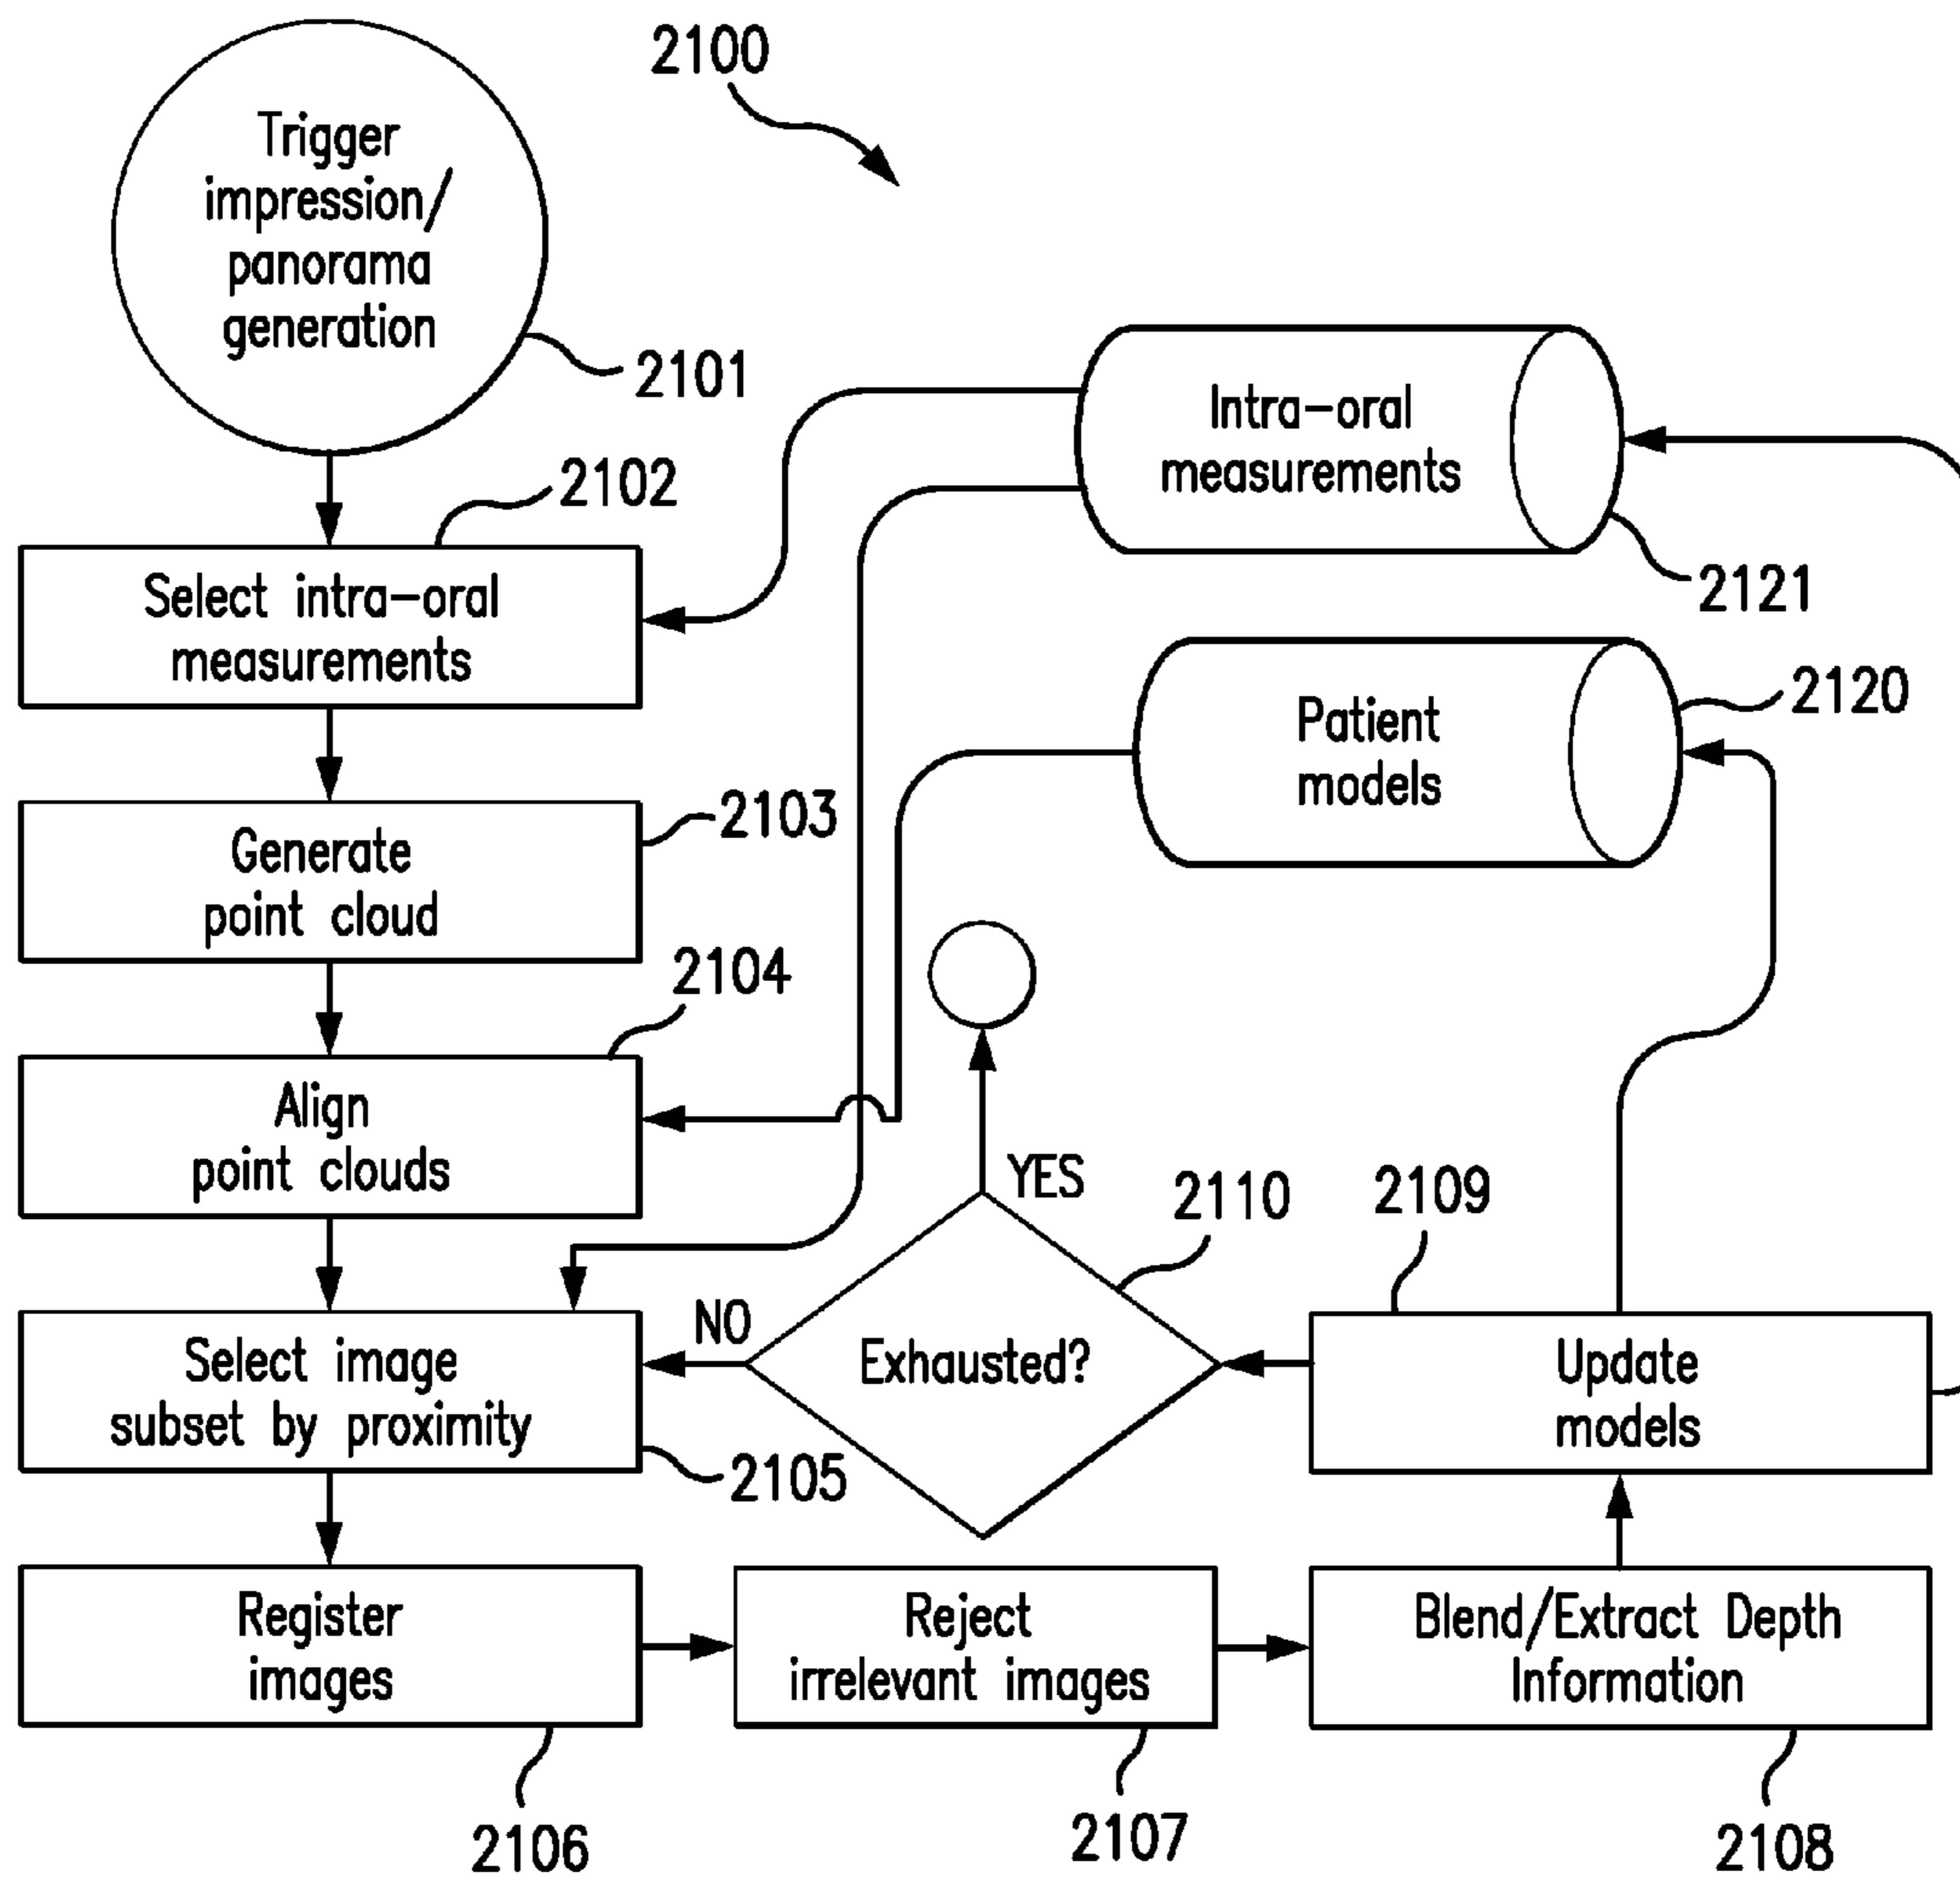 2100
Trigger
impression/
panorama
generation
2101
2102
Select intra-oral
measurements
Intra-oral
measurements
2121
Patient
models
2120
2103
Generate
point cloud
2104
Align
point clouds
YES
2110
2109
NO
Select image
subset by proximity
2105
Exhausted?
Update
models
Register
images
Reject
irrelevant images
Blend/Extract Depth
Information
2106
2107
2108